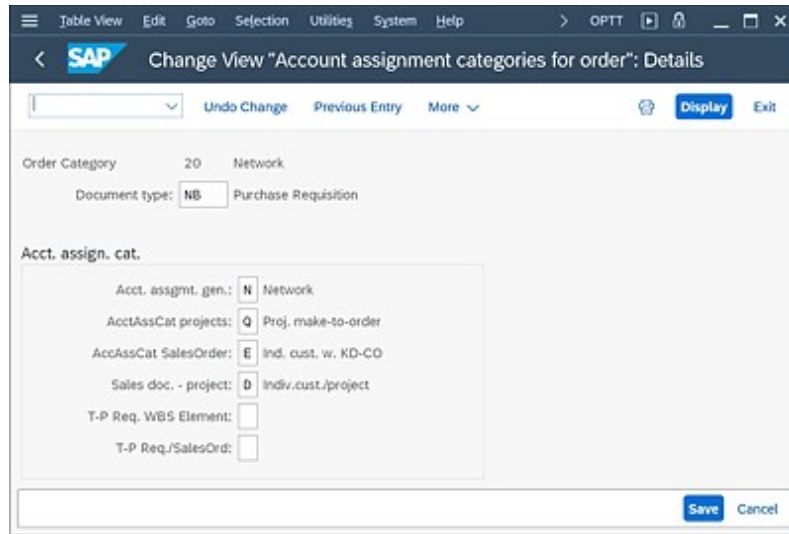 Table View Edit Goto Selection Utilities System Help > OPTT
< SAP Change View "Account assignment categories for order": Details
Undo Change Previous Entry More Display Exit
Order Category 20 Network
Document type: NB Purchase Requisition
Acct. assign. cat.
Acct. assgmt. gen.: N Network
AcctAssCat projects: Q Proj. make-to-order
AccAssCat SalesOrder: E Ind. cust. w. KD-CO
Sales doc. - project: D Indiv.cust./project
T-P Req. WBS Element:
T-P Req./SalesOrd:
Save Cancel